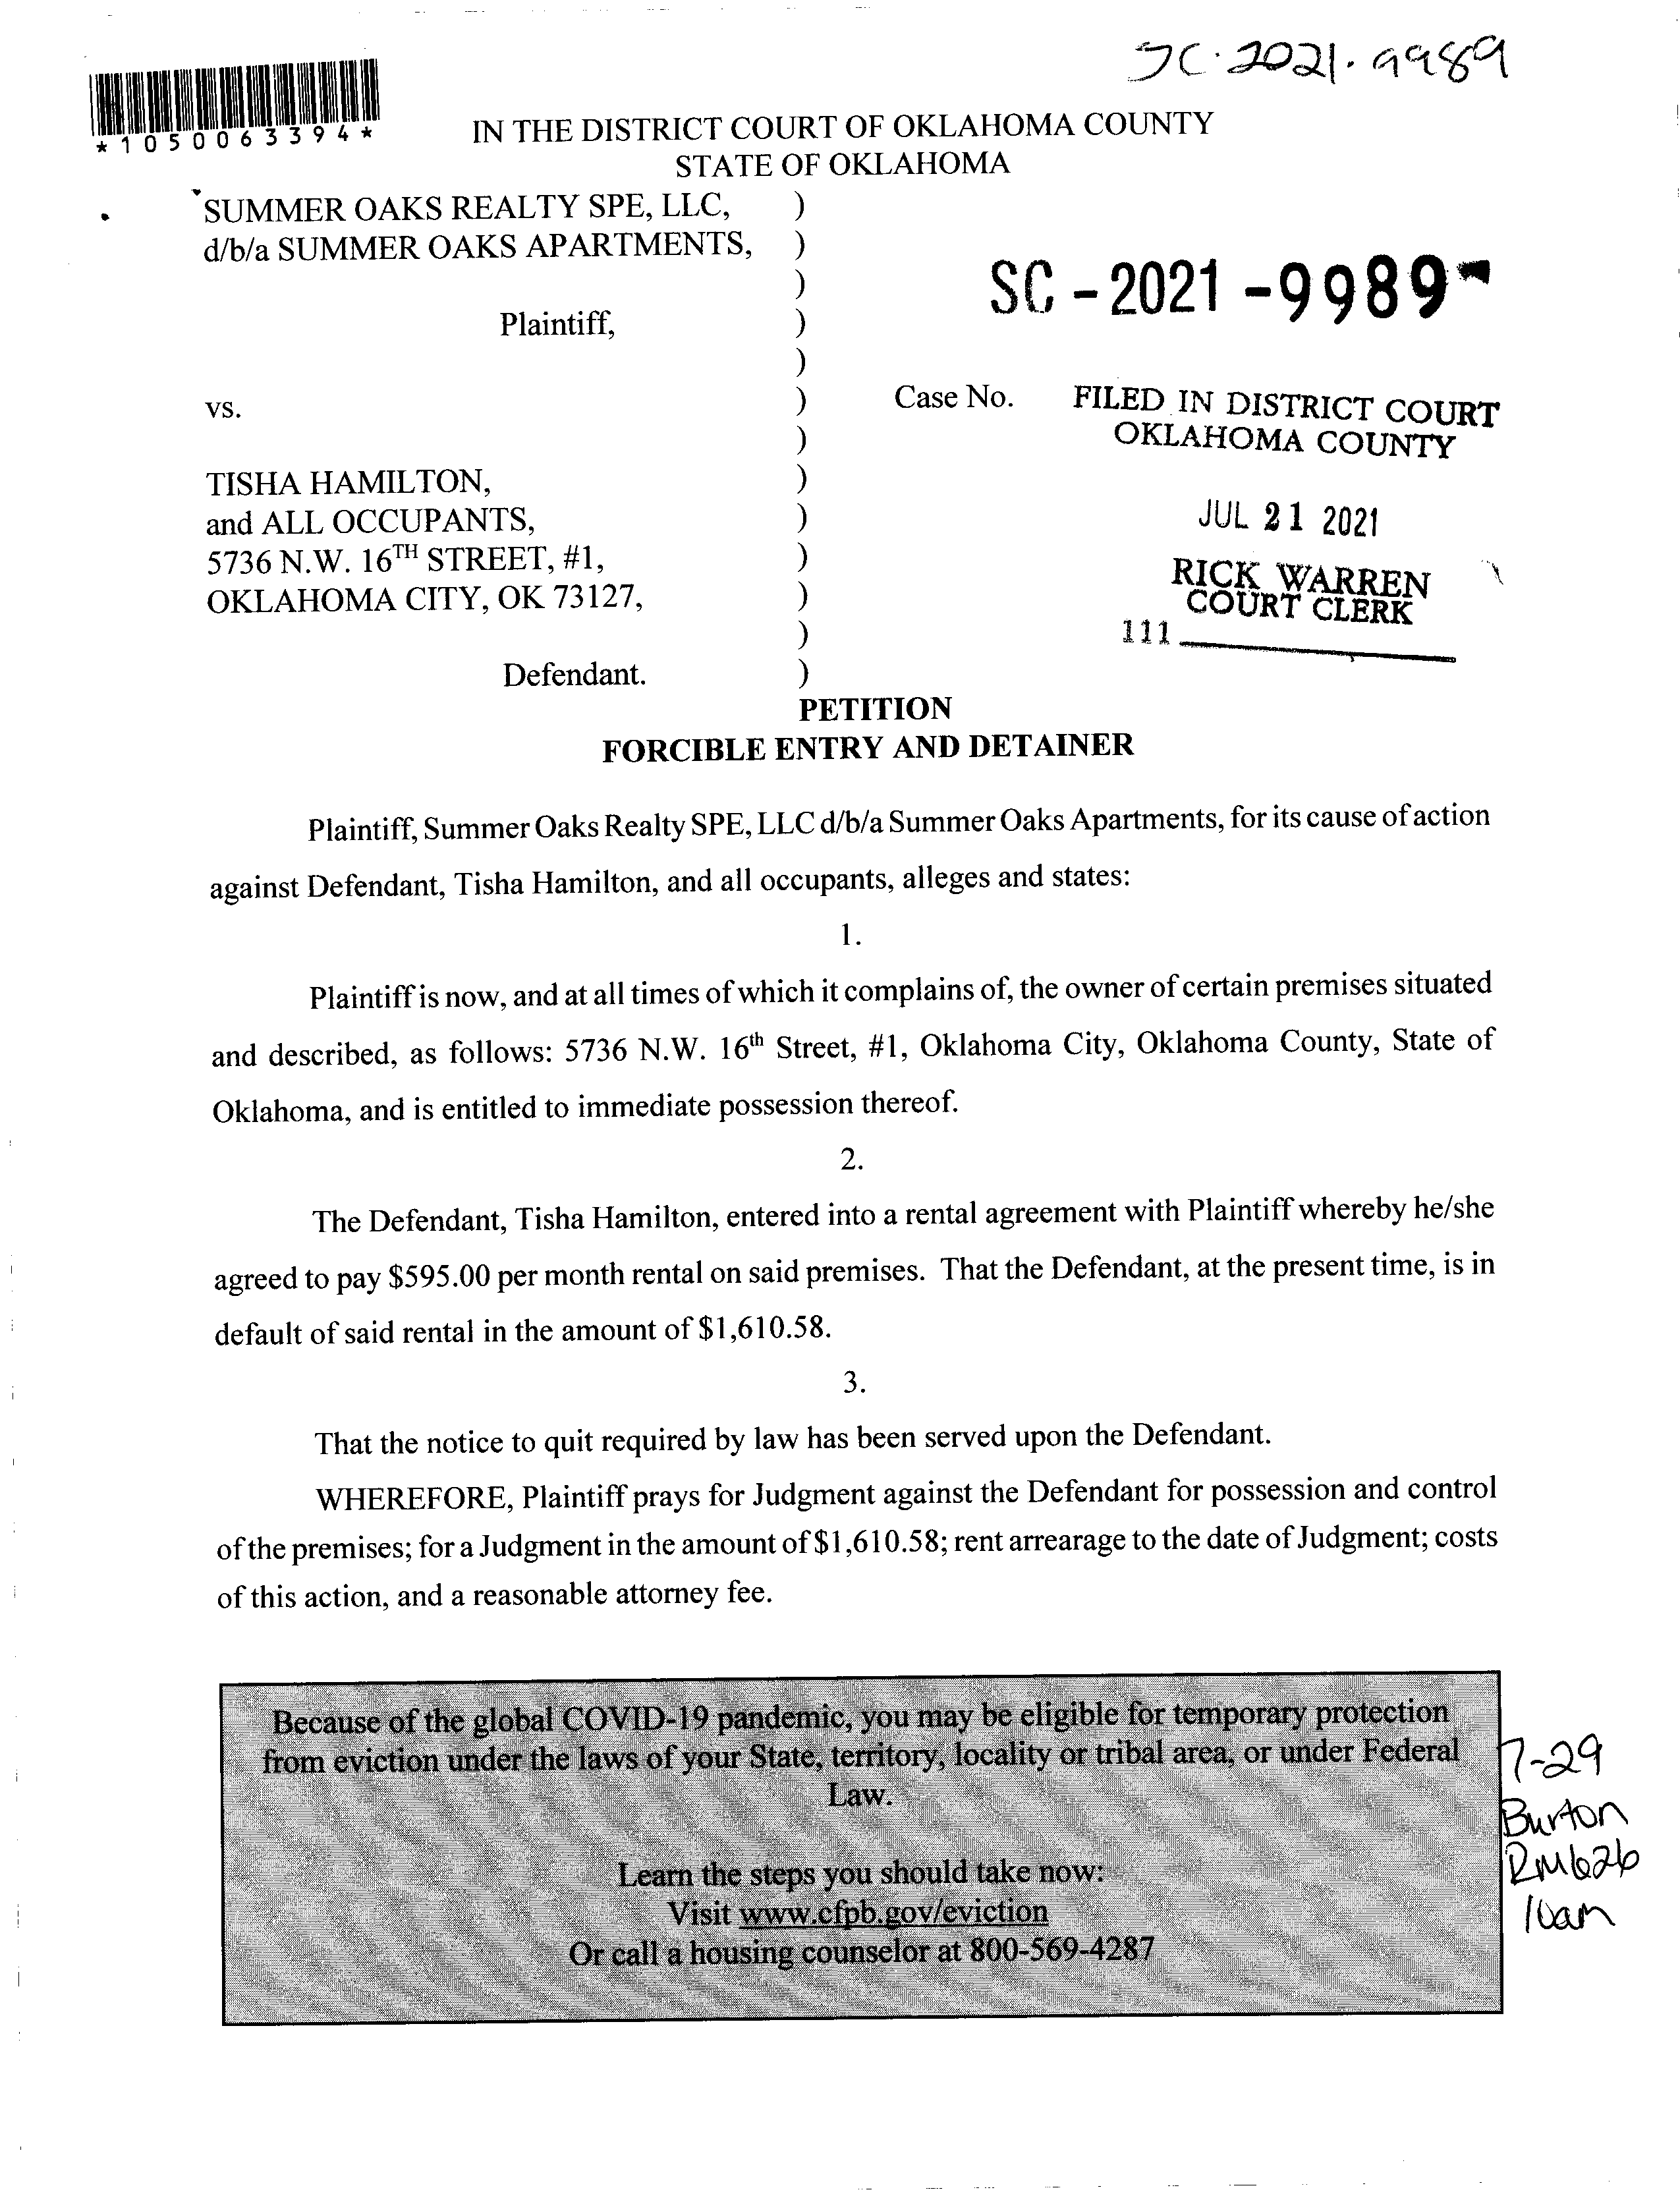 SC·2021·9989
*1050063394*
IN THE DISTRICT COURT OF OKLAHOMA COUNTY
STATE OF OKLAHOMA
SUMMER OAKS REALTY SPE, LLC, )
d/b/a SUMMER OAKS APARTMENTS, )
)
SC -2021 -9989
Plaintiff, )
)
vs. ) Case No. FILED IN DISTRICT COURT
) OKLAHOMA COUNTY
TISHA HAMILTON, )
and ALL OCCUPANTS, ) JUL 21 2021
5736 N.W. 16TH STREET, #1, ) RICK WARREN
OKLAHOMA CITY, OK 73127, ) COURT CLERK
) 111
Defendant. )
PETITION
FORCIBLE ENTRY AND DETAINER
Plaintiff, Summer Oaks Realty SPE, LLC d/b/a Summer Oaks Apartments, for its cause of action
against Defendant, Tisha Hamilton, and all occupants, alleges and states:
1.
Plaintiff is now, and at all times of which it complains of, the owner of certain premises situated
and described, as follows: 5736 N.W. 16th Street, #1, Oklahoma City, Oklahoma County, State of
Oklahoma, and is entitled to immediate possession thereof.
2.
The Defendant, Tisha Hamilton, entered into a rental agreement with Plaintiff whereby he/she
agreed to pay $595.00 per month rental on said premises. That the Defendant, at the present time, is in
default of said rental in the amount of $1,610.58.
3.
That the notice to quit required by law has been served upon the Defendant.
WHEREFORE, Plaintiff prays for Judgment against the Defendant for possession and control
of the premises; for a Judgment in the amount of $1,610.58; rent arrearage to the date of Judgment; costs
of this action, and a reasonable attorney fee.
Because of the global COVID-19 pandemic, you may be eligible for temporary protection
from eviction under the laws of your State, territory, locality or tribal area, or under Federal
Law.
Learn the steps you should take now:
Visit www.cfpb.gov/eviction
Or call a housing counselor at 800-569-4287
7-29
Burton
RM626
10am